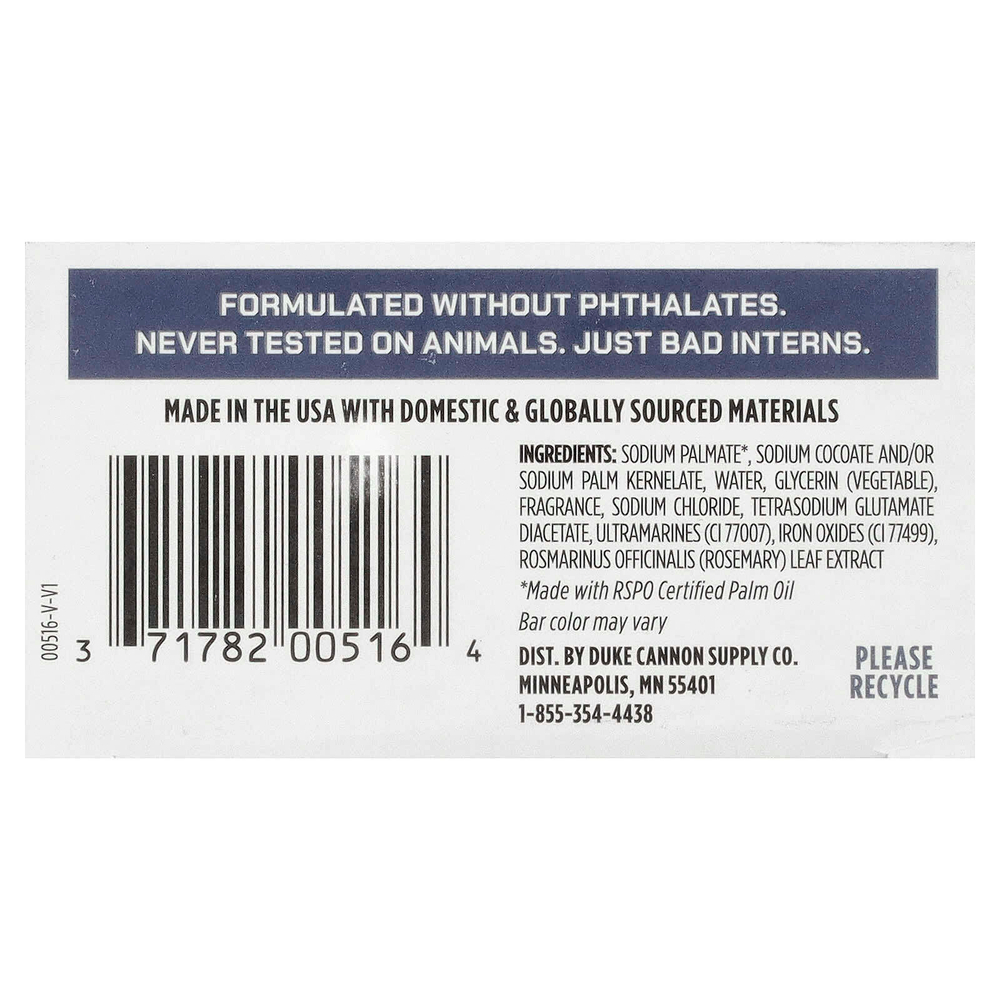 FORMULATED WITHOUT PHTHALATES.
NEVER TESTED ON ANIMALS. JUST BAD INTERNS.
MADE IN THE USA WITH DOMESTIC & GLOBALLY SOURCED MATERIALS
00516-V-V1
3 71782 00516 4
INGREDIENTS: SODIUM PALMATE*, SODIUM COCOATE AND/OR
SODIUM PALM KERNELATE, WATER, GLYCERIN (VEGETABLE),
FRAGRANCE, SODIUM CHLORIDE, TETRASODIUM GLUTAMATE
DIACETATE, ULTRAMARINES (CI 77007), IRON OXIDES (CI 77499),
ROSMARINUS OFFICINALIS (ROSEMARY) LEAF EXTRACT
*Made with RSPO Certified Palm Oil
Bar color may vary
DIST. BY DUKE CANNON SUPPLY CO.
MINNEAPOLIS, MN 55401
1-855-354-4438
PLEASE
RECYCLE